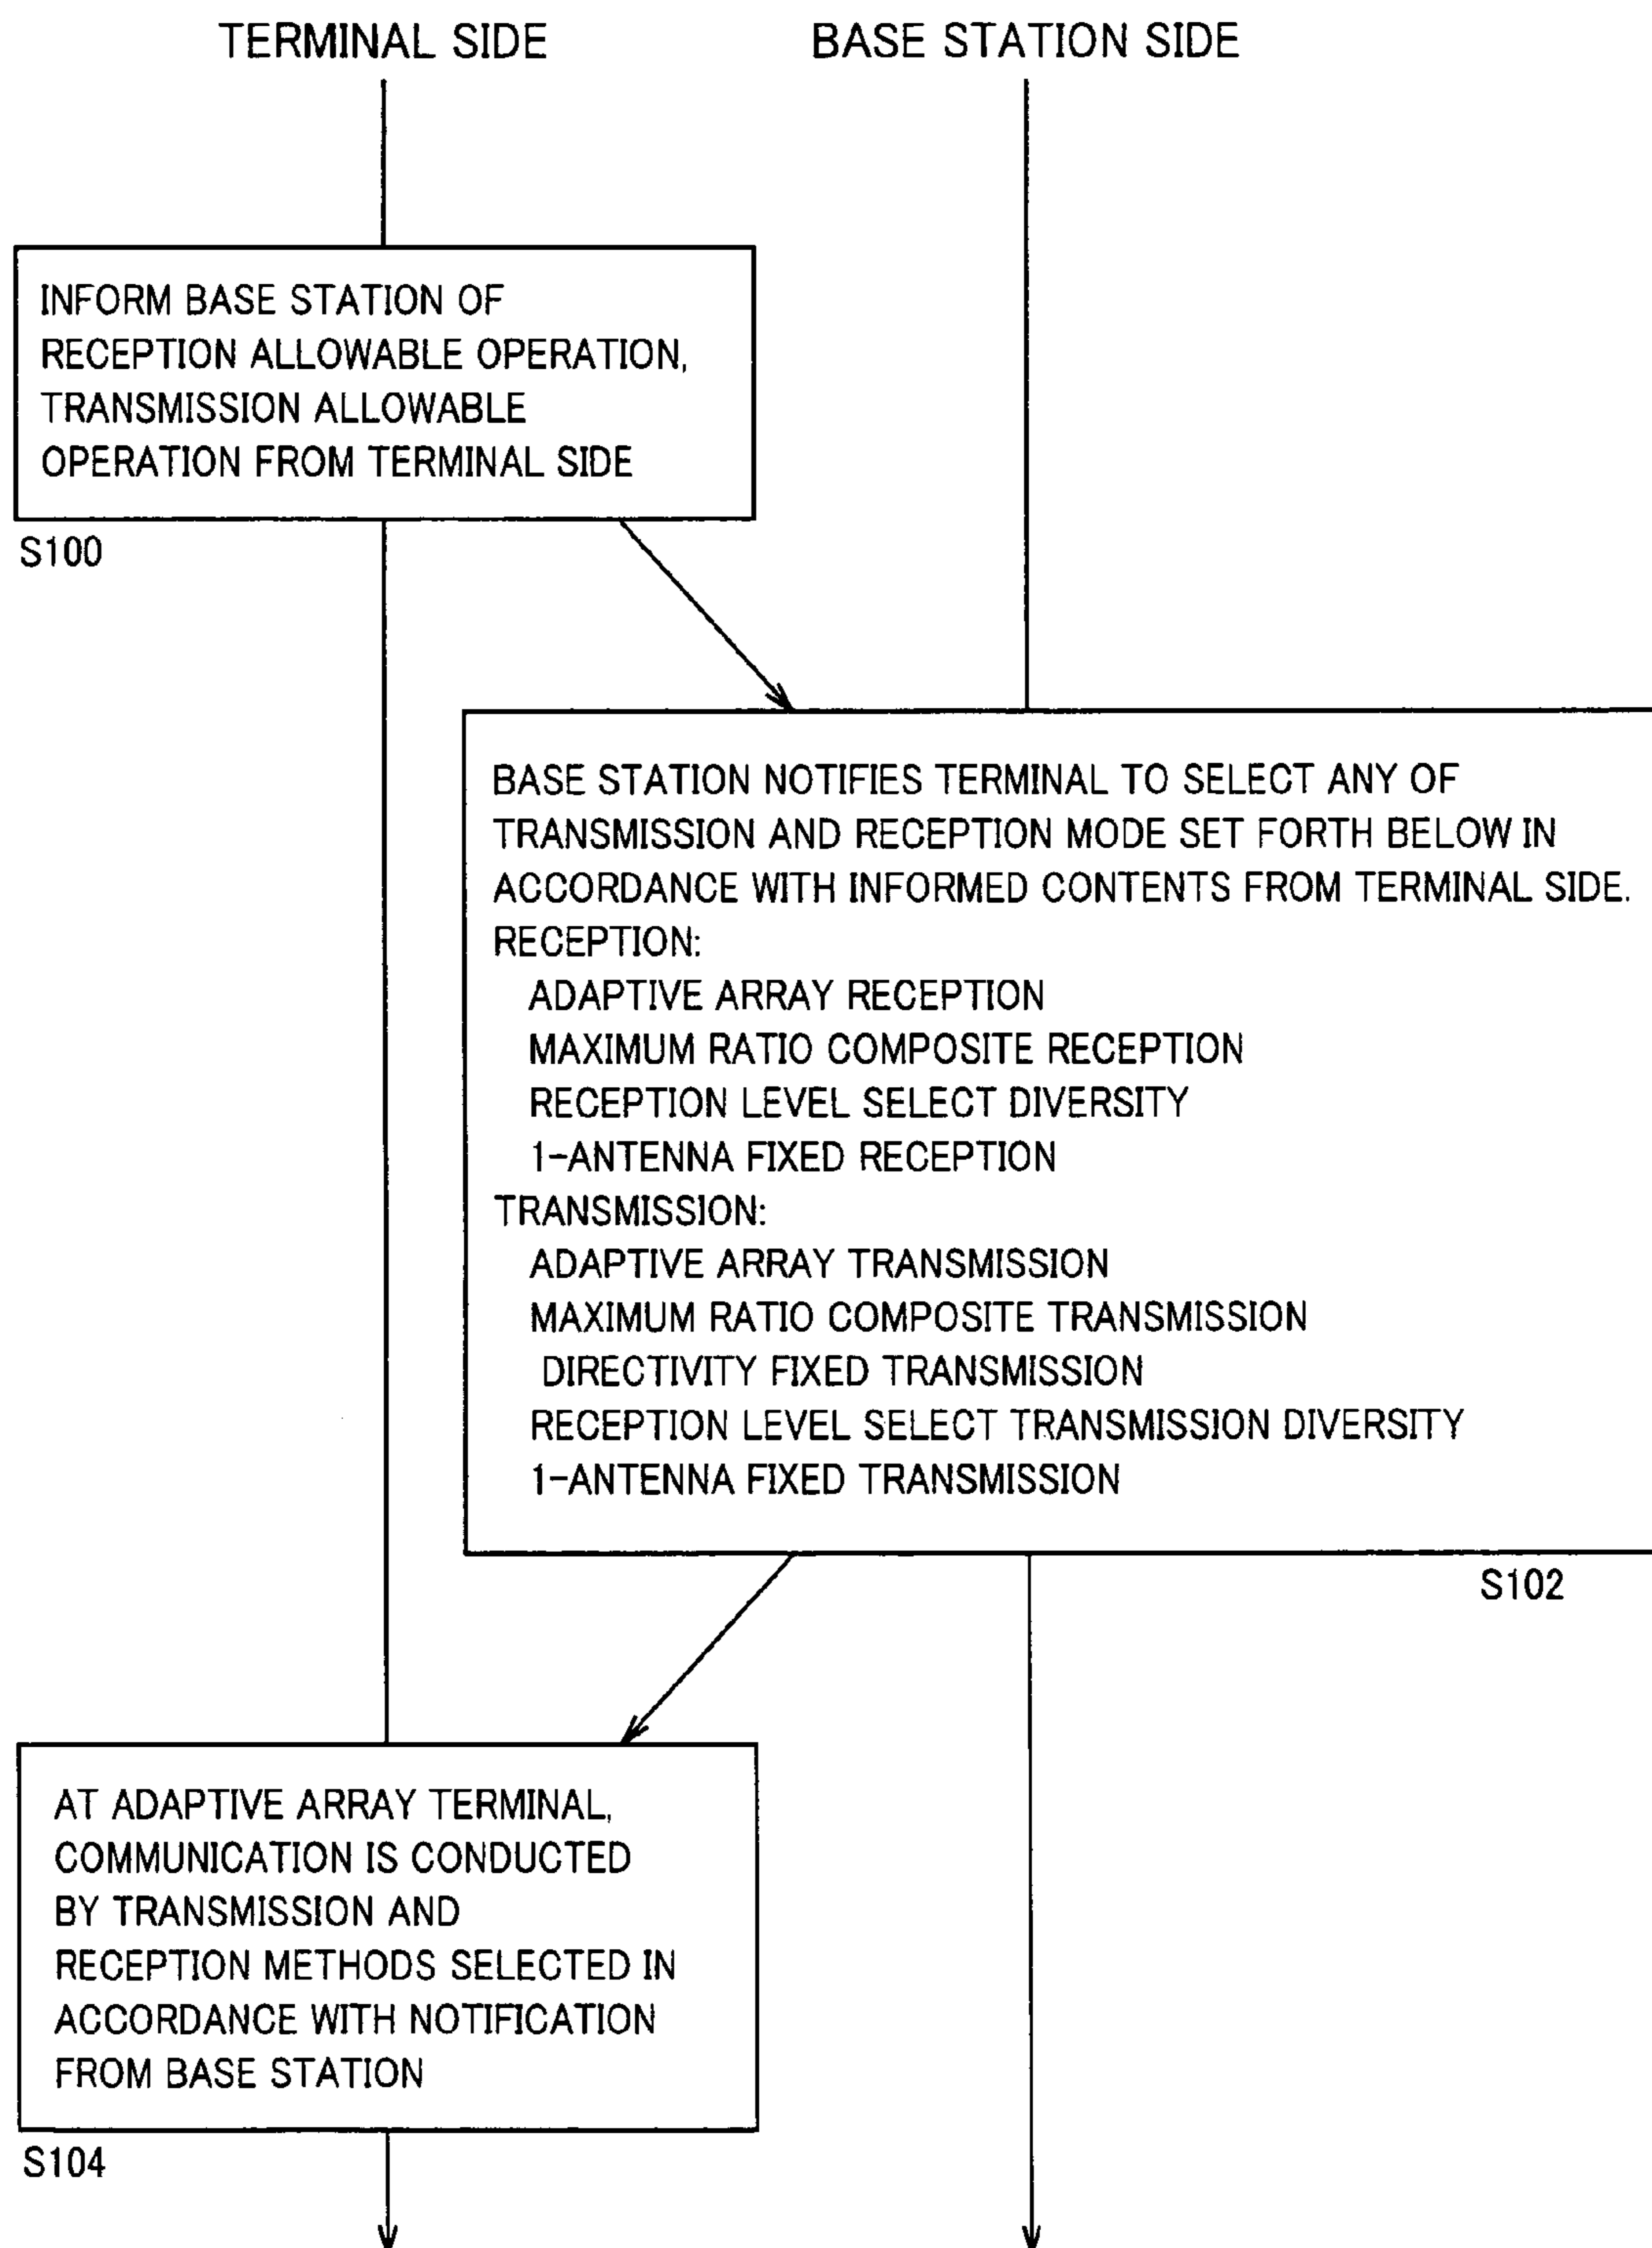 TERMINAL SIDE
BASE STATION SIDE
INFORM BASE STATION OF
RECEPTION ALLOWABLE OPERATION,
TRANSMISSION ALLOWABLE
OPERATION FROM TERMINAL SIDE
S100
BASE STATION NOTIFIES TERMINAL TO SELECT ANY OF
TRANSMISSION AND RECEPTION MODE SET FORTH BELOW IN
ACCORDANCE WITH INFORMED CONTENTS FROM TERMINAL SIDE.
RECEPTION:
ADAPTIVE ARRAY RECEPTION
MAXIMUM RATIO COMPOSITE RECEPTION
RECEPTION LEVEL SELECT DIVERSITY
1-ANTENNA FIXED RECEPTION
TRANSMISSION:
ADAPTIVE ARRAY TRANSMISSION
MAXIMUM RATIO COMPOSITE TRANSMISSION
DIRECTIVITY FIXED TRANSMISSION
RECEPTION LEVEL SELECT TRANSMISSION DIVERSITY
1-ANTENNA FIXED TRANSMISSION
S102
AT ADAPTIVE ARRAY TERMINAL,
COMMUNICATION IS CONDUCTED
BY TRANSMISSION AND
RECEPTION METHODS SELECTED IN
ACCORDANCE WITH NOTIFICATION
FROM BASE STATION
S104